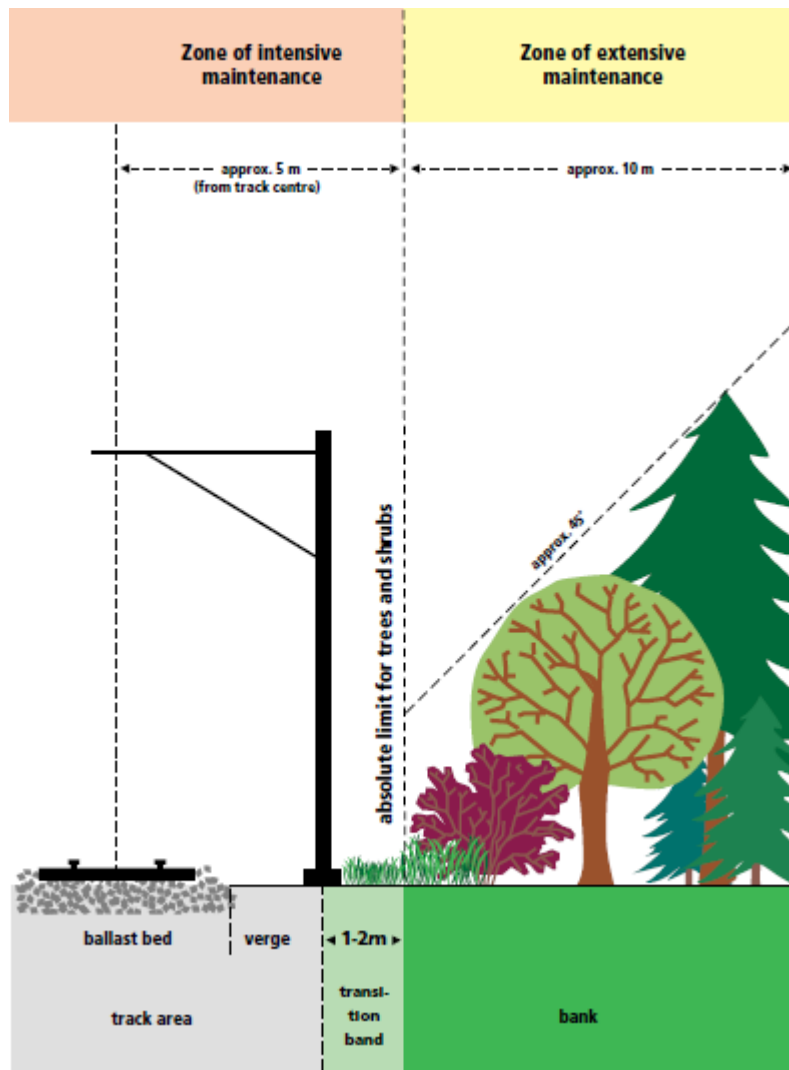 Zone of intensive
maintenance
Zone of extensive
maintenance
approx. 5 m
(from track centre)
approx. 10 m
approx. 45°
absolute limit for trees and shrubs
ballast bed
verge
1-2m
track area
transi-
tion
band
bank